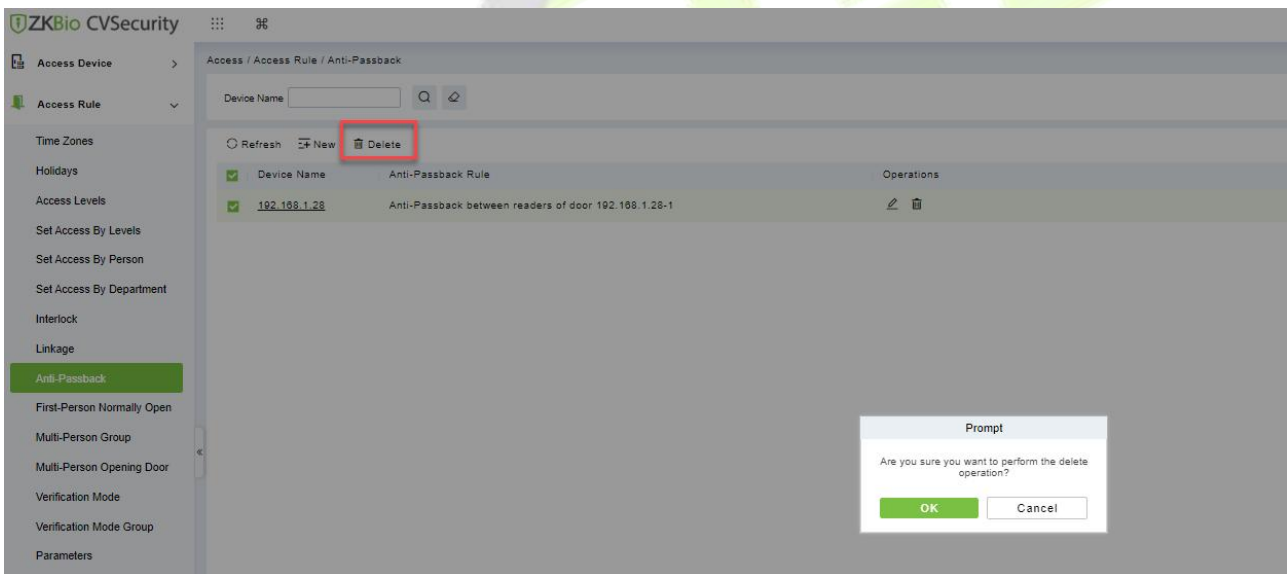 ZKBio CVSecurity
Access Device
Access Rule
Time Zones
Holidays
Access Levels
Set Access By Levels
Set Access By Person
Set Access By Department
Interlock
Linkage
Anti-Passback
First-Person Normally Open
Multi-Person Group
Multi-Person Opening Door
Verification Mode
Verification Mode Group
Parameters
Access / Access Rule / Anti-Passback
Device Name
Refresh New Delete
Device Name Anti-Passback Rule Operations
192.168.1.28 Anti-Passback between readers of door 192.168.1.28-1
Prompt
Are you sure you want to perform the delete
operation?
OK Cancel